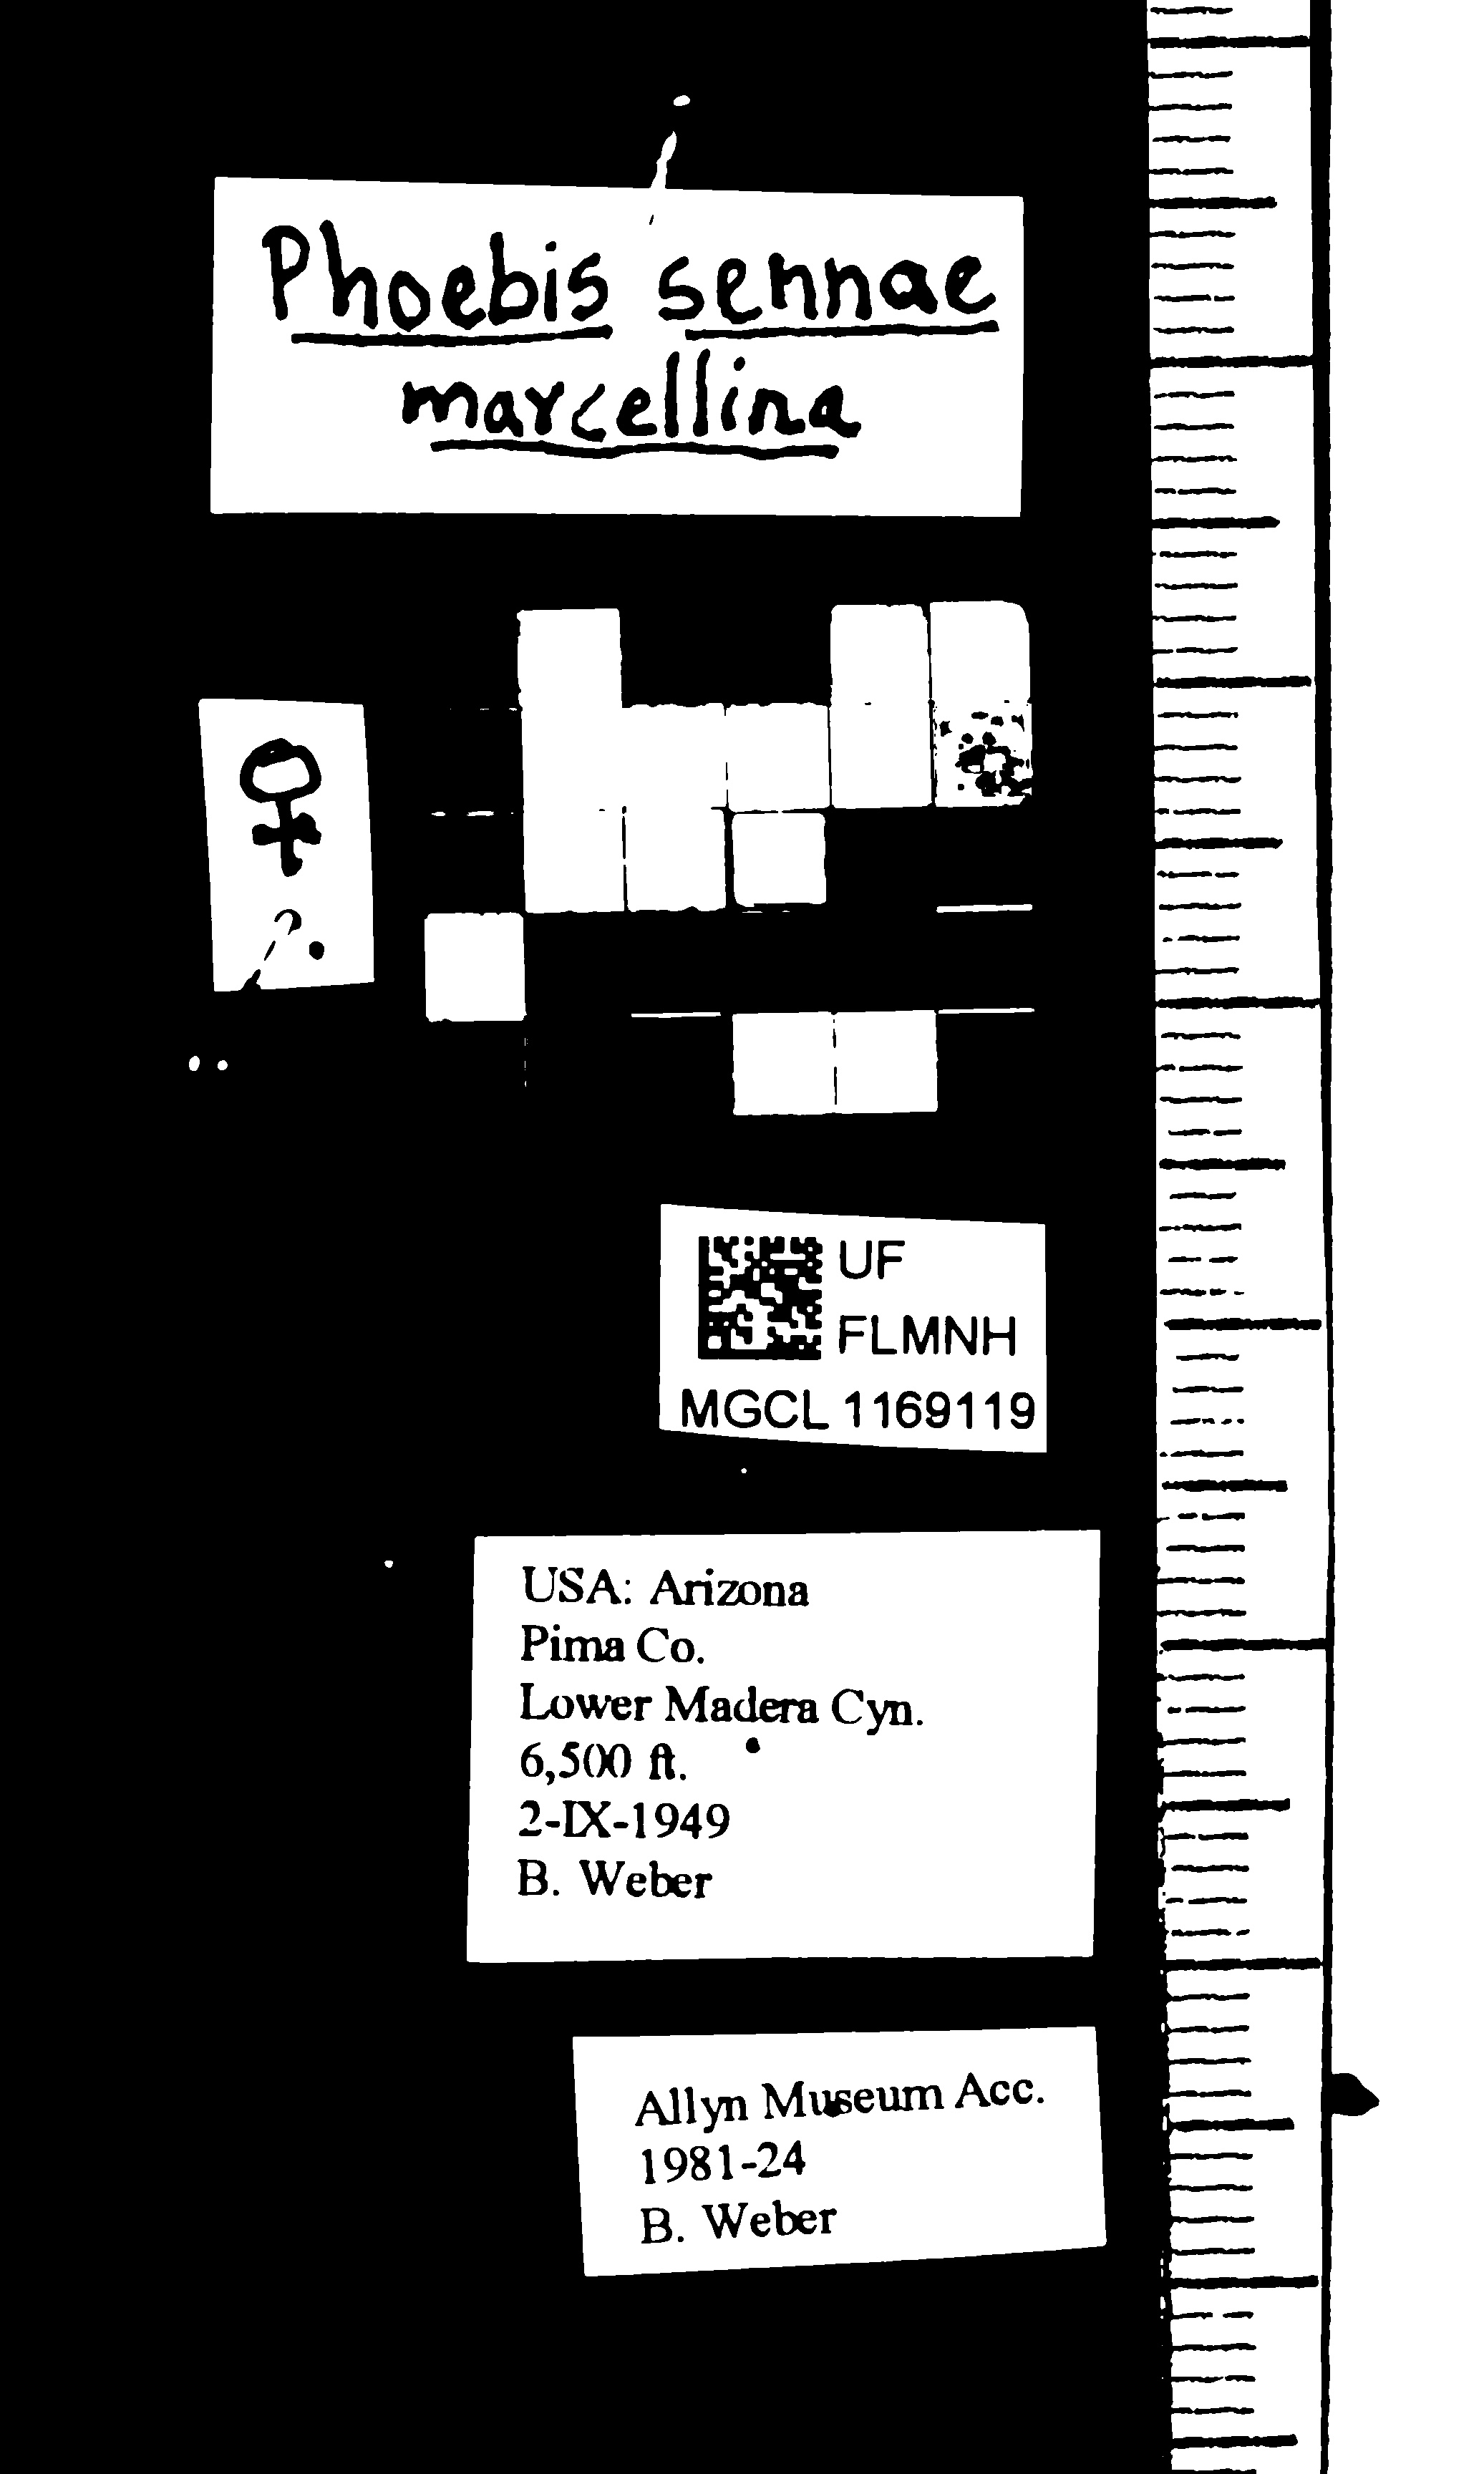 Phoebis sennae
marcellina
♀
?
UF
FLMNH
MGCL 1169119
USA: Arizona
Pima Co.
Lower Madera Cyn.
6,500 ft.
2-IX-1949
B. Weber
Allyn Museum Acc.
1981-24
B. Weber